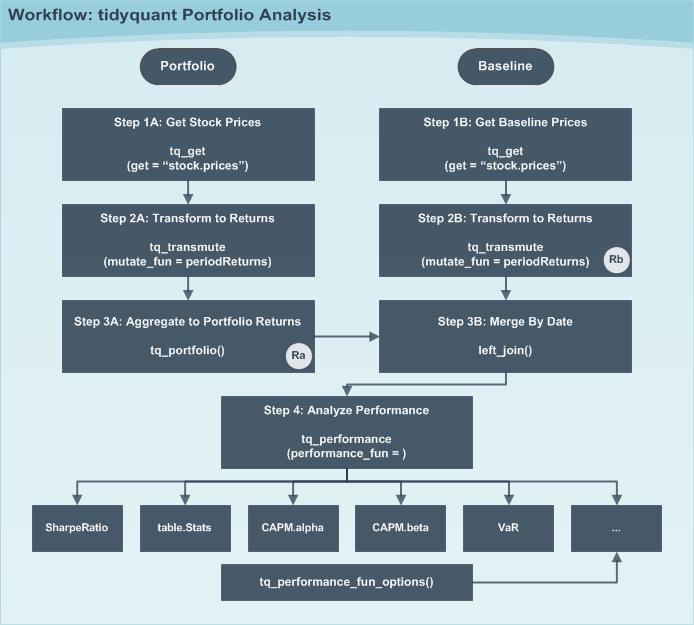 Workflow: tidyquant Portfolio Analysis
Portfolio
Baseline
Step 1A: Get Stock Prices
tq_get
(get = “stock.prices”)
Step 1B: Get Baseline Prices
tq_get
(get = “stock.prices”)
Step 2A: Transform to Returns
tq_transmute
(mutate_fun = periodReturns)
Step 2B: Transform to Returns
tq_transmute
(mutate_fun = periodReturns)
Rb
Step 3A: Aggregate to Portfolio Returns
tq_portfolio()
Ra
Step 3B: Merge By Date
left_join()
Step 4: Analyze Performance
tq_performance
(performance_fun = )
SharpeRatio
table.Stats
CAPM.alpha
CAPM.beta
VaR
...
tq_performance_fun_options()